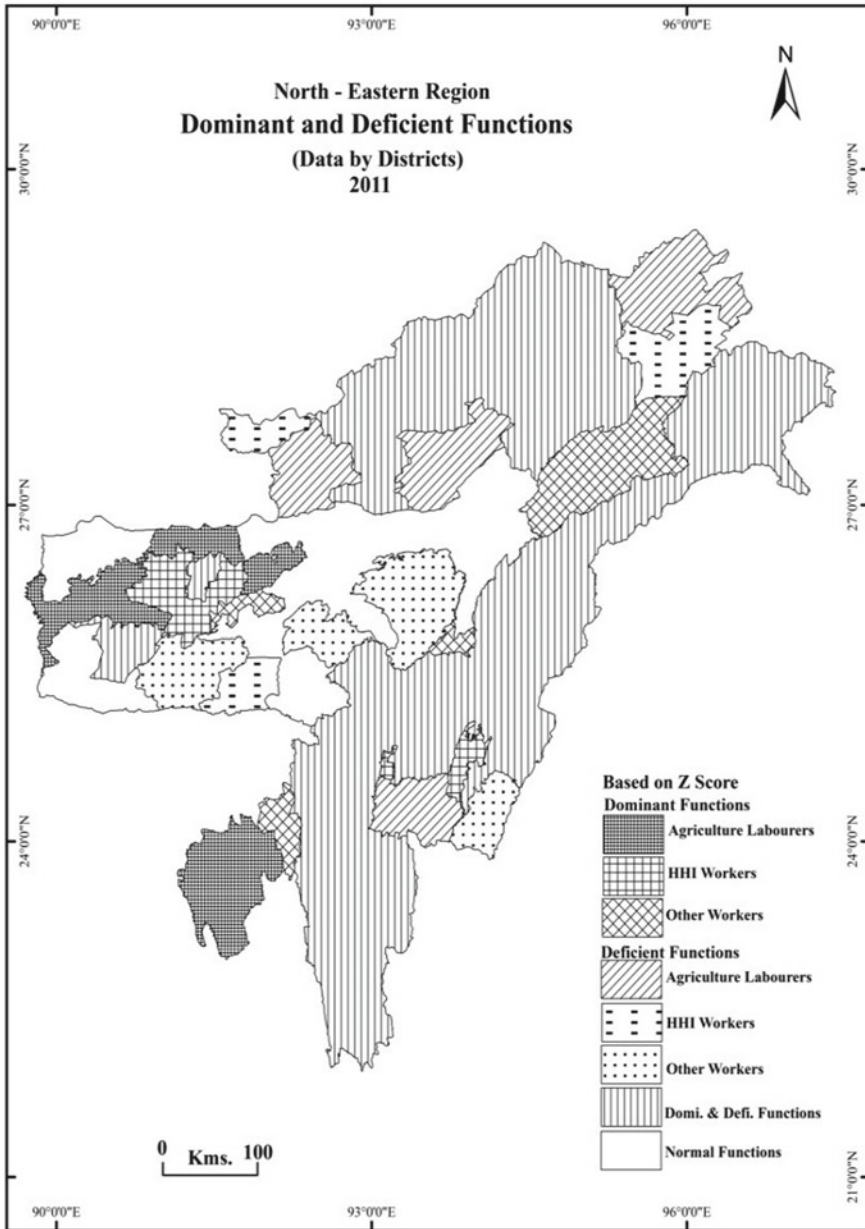 90°0'0"E 93°0'0"E 96°0'0"E
N
North - Eastern Region
Dominant and Deficient Functions
(Data by Districts)
2011
30°0'0"N 30°0'0"N
27°0'0"N 27°0'0"N
24°0'0"N 24°0'0"N
Based on Z Score
Dominant Functions
Agriculture Labourers
HHI Workers
Other Workers
Deficient Functions
Agriculture Labourers
HHI Workers
Other Workers
Domi. & Defi. Functions
Normal Functions
0 100
Kms.
21°0'0"N
90°0'0"E 93°0'0"E 96°0'0"E